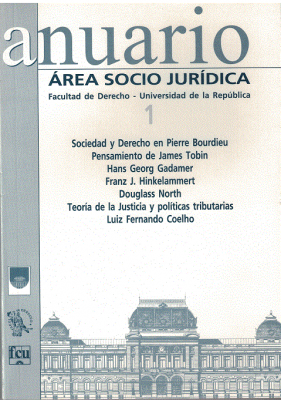 anuario
ÁREA SOCIO JURÍDICA
Facultad de Derecho - Universidad de la República
1
Sociedad y Derecho en Pierre Bourdieu
Pensamiento de James Tobin
Hans Georg Gadamer
Franz J. Hinkelammert
Douglass North
Teoría de la Justicia y políticas tributarias
Luiz Fernando Coelho
fcu